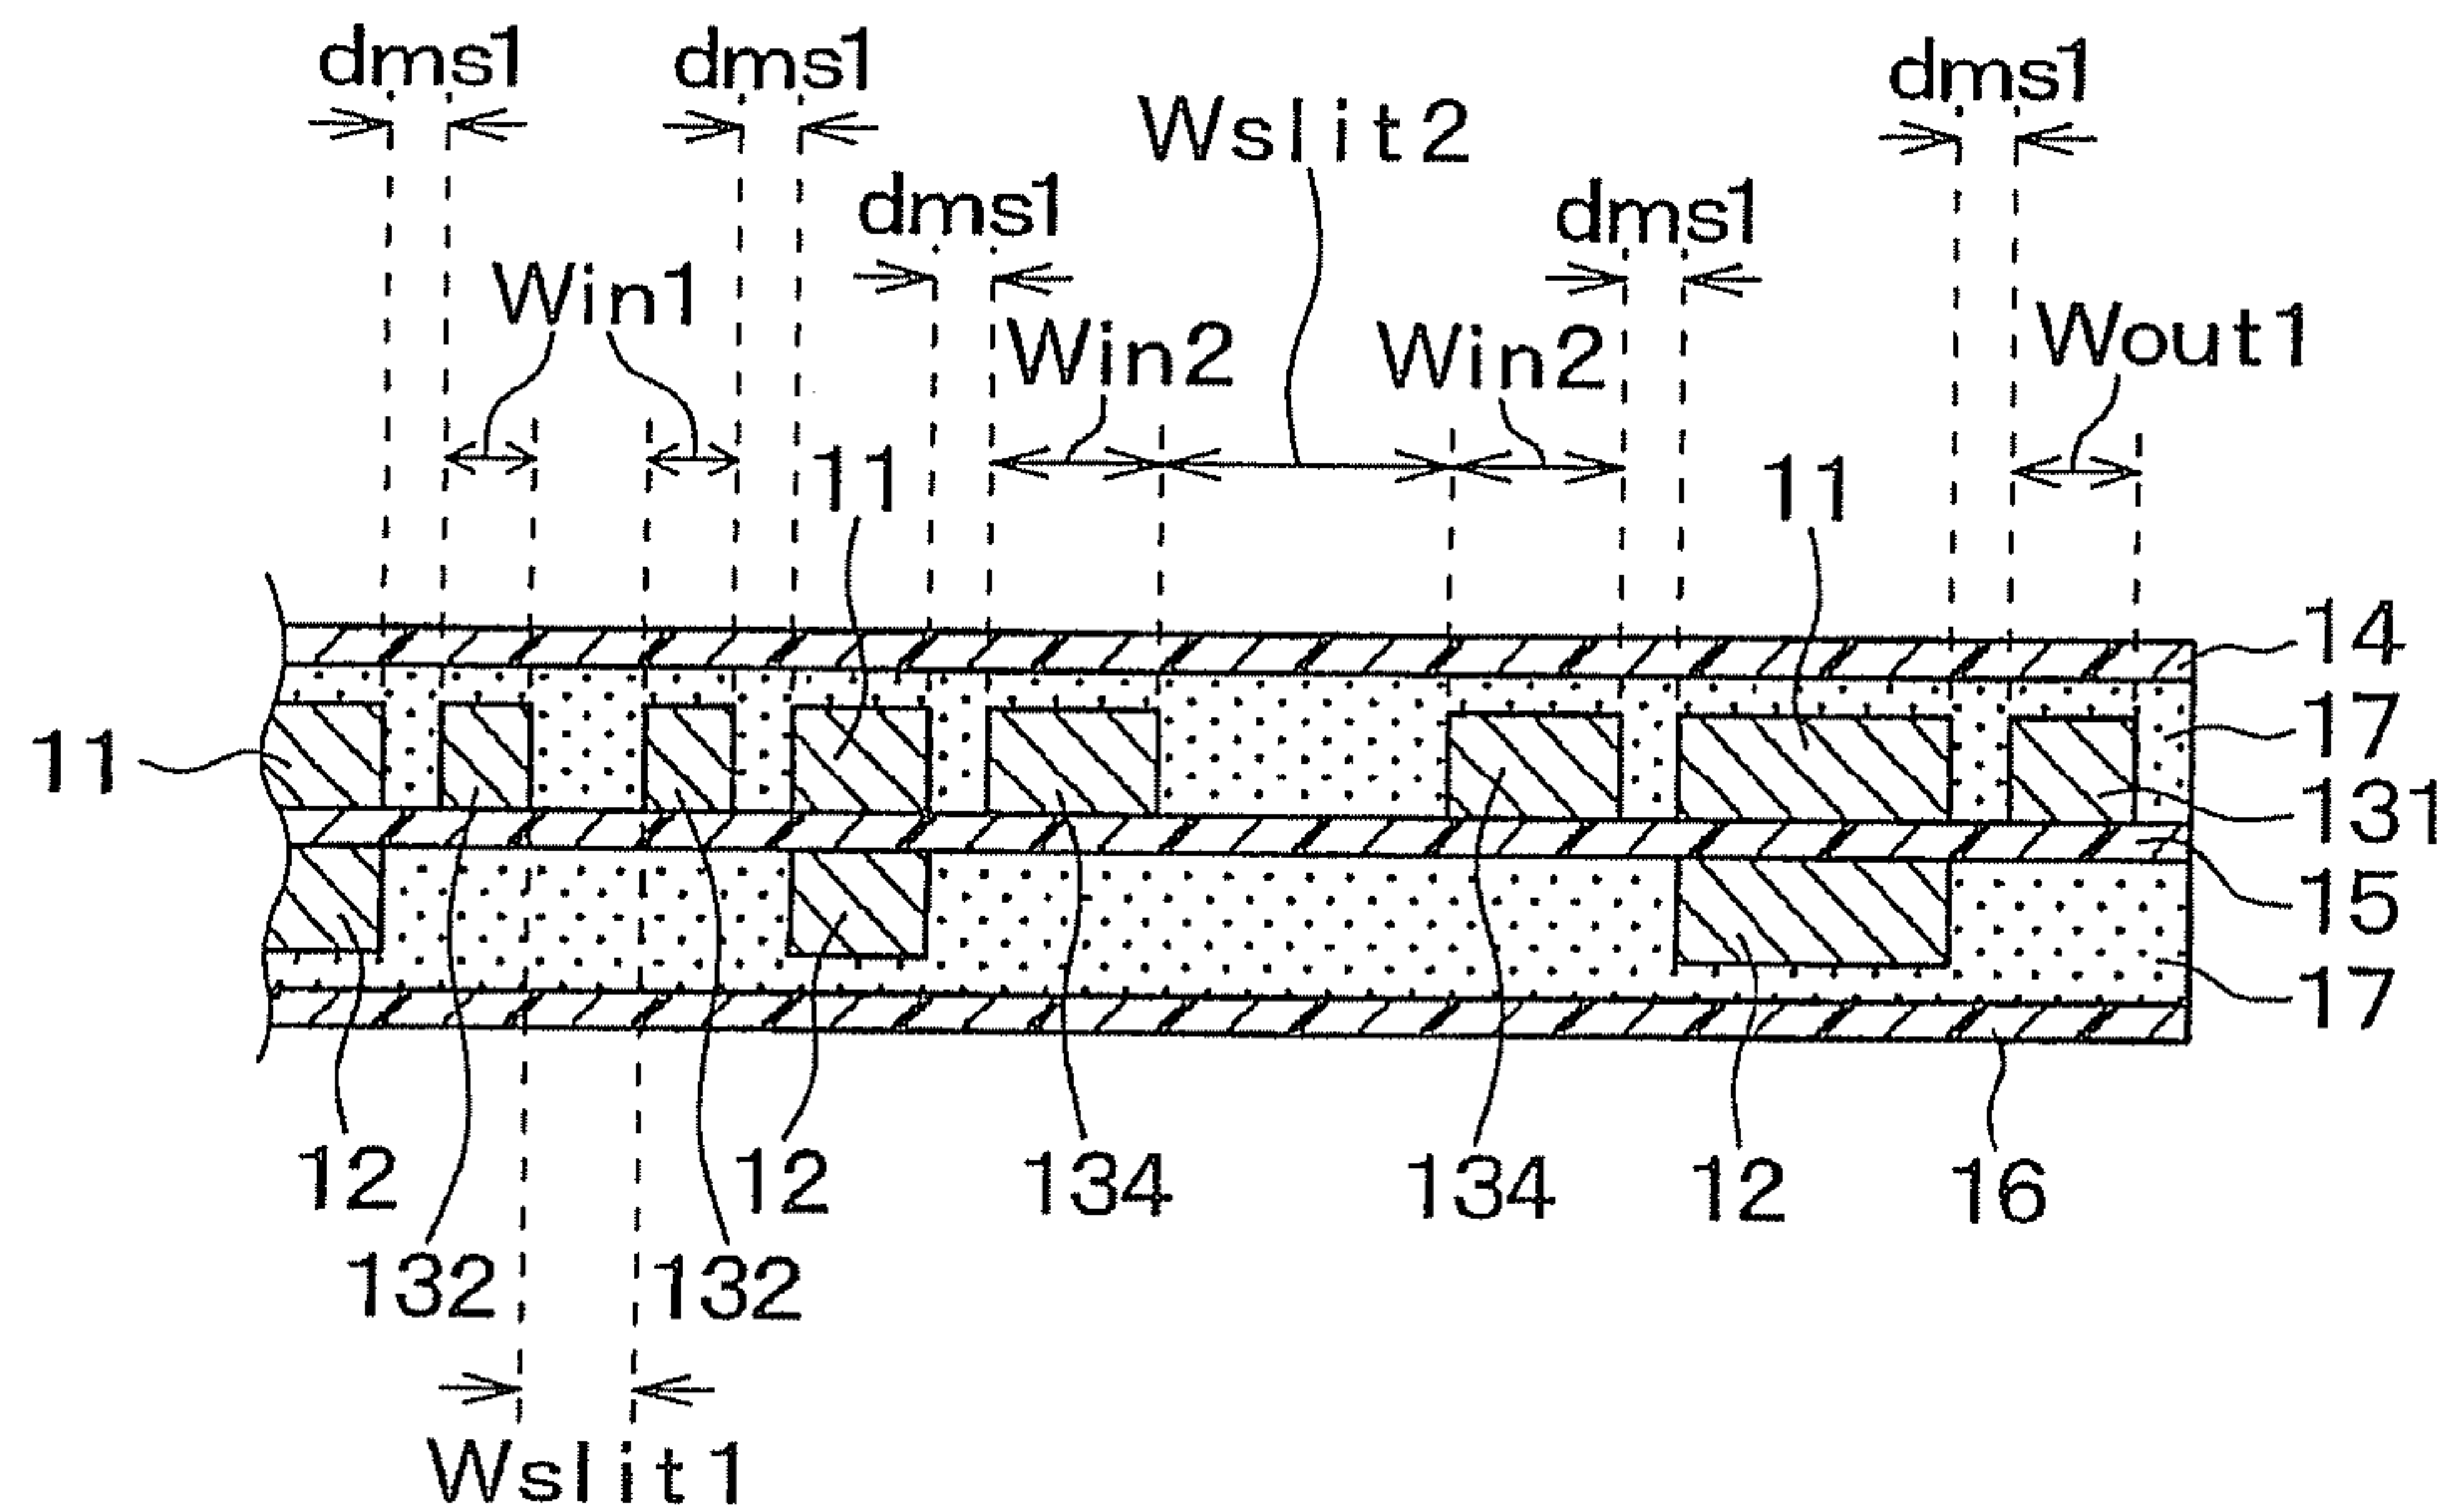 dms1 dms1 dms1
Wslit2
dms1 dms1
Win1 Win2 Win2 Wout1
11 11
14
17
11
131
15
17
12 12 134 134 12 16
132 132
Wslit1